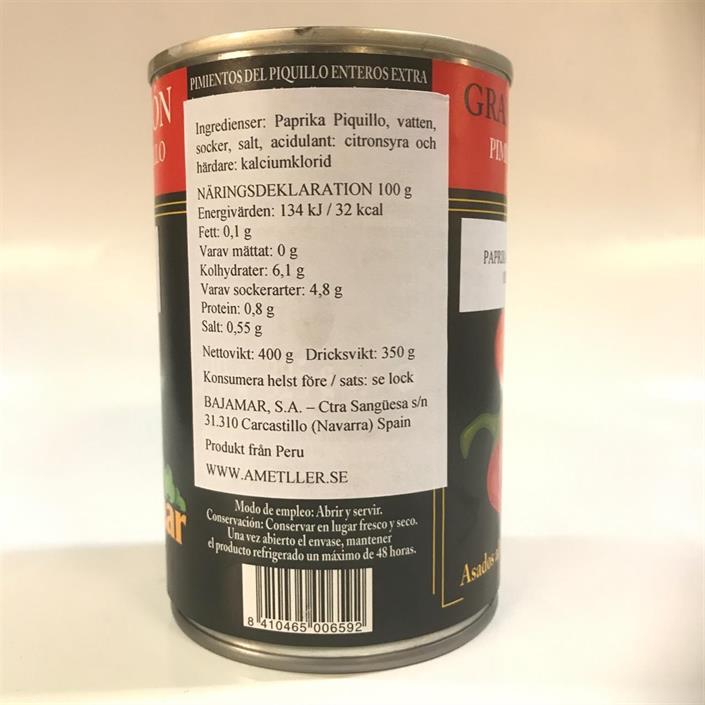 PIMIENTOS DEL PIQUILLO ENTEROS EXTRA
Ingredienser: Paprika Piquillo, vatten,
socker, salt, acidulant: citronsyra och
härdare: kalciumklorid
NÄRINGSDEKLARATION 100 g
Energivärden: 134 kJ / 32 kcal
Fett: 0,1 g
Varav mättat: 0 g
Kolhydrater: 6,1 g
Varav sockerarter: 4,8 g
Protein: 0,8 g
Salt: 0,55 g
Nettovikt: 400 g Dricksvikt: 350 g
Konsumera helst före / sats: se lock
BAJAMAR, S.A. – Ctra Sangüesa s/n
31.310 Carcastillo (Navarra) Spain
Produkt från Peru
WWW.AMETLLER.SE
Modo de empleo: Abrir y servir.
Conservación: Conservar en lugar fresco y seco.
Una vez abierto el envase, mantener
el producto refrigerado un máximo de 48 horas.
8 410465 006592
Asados